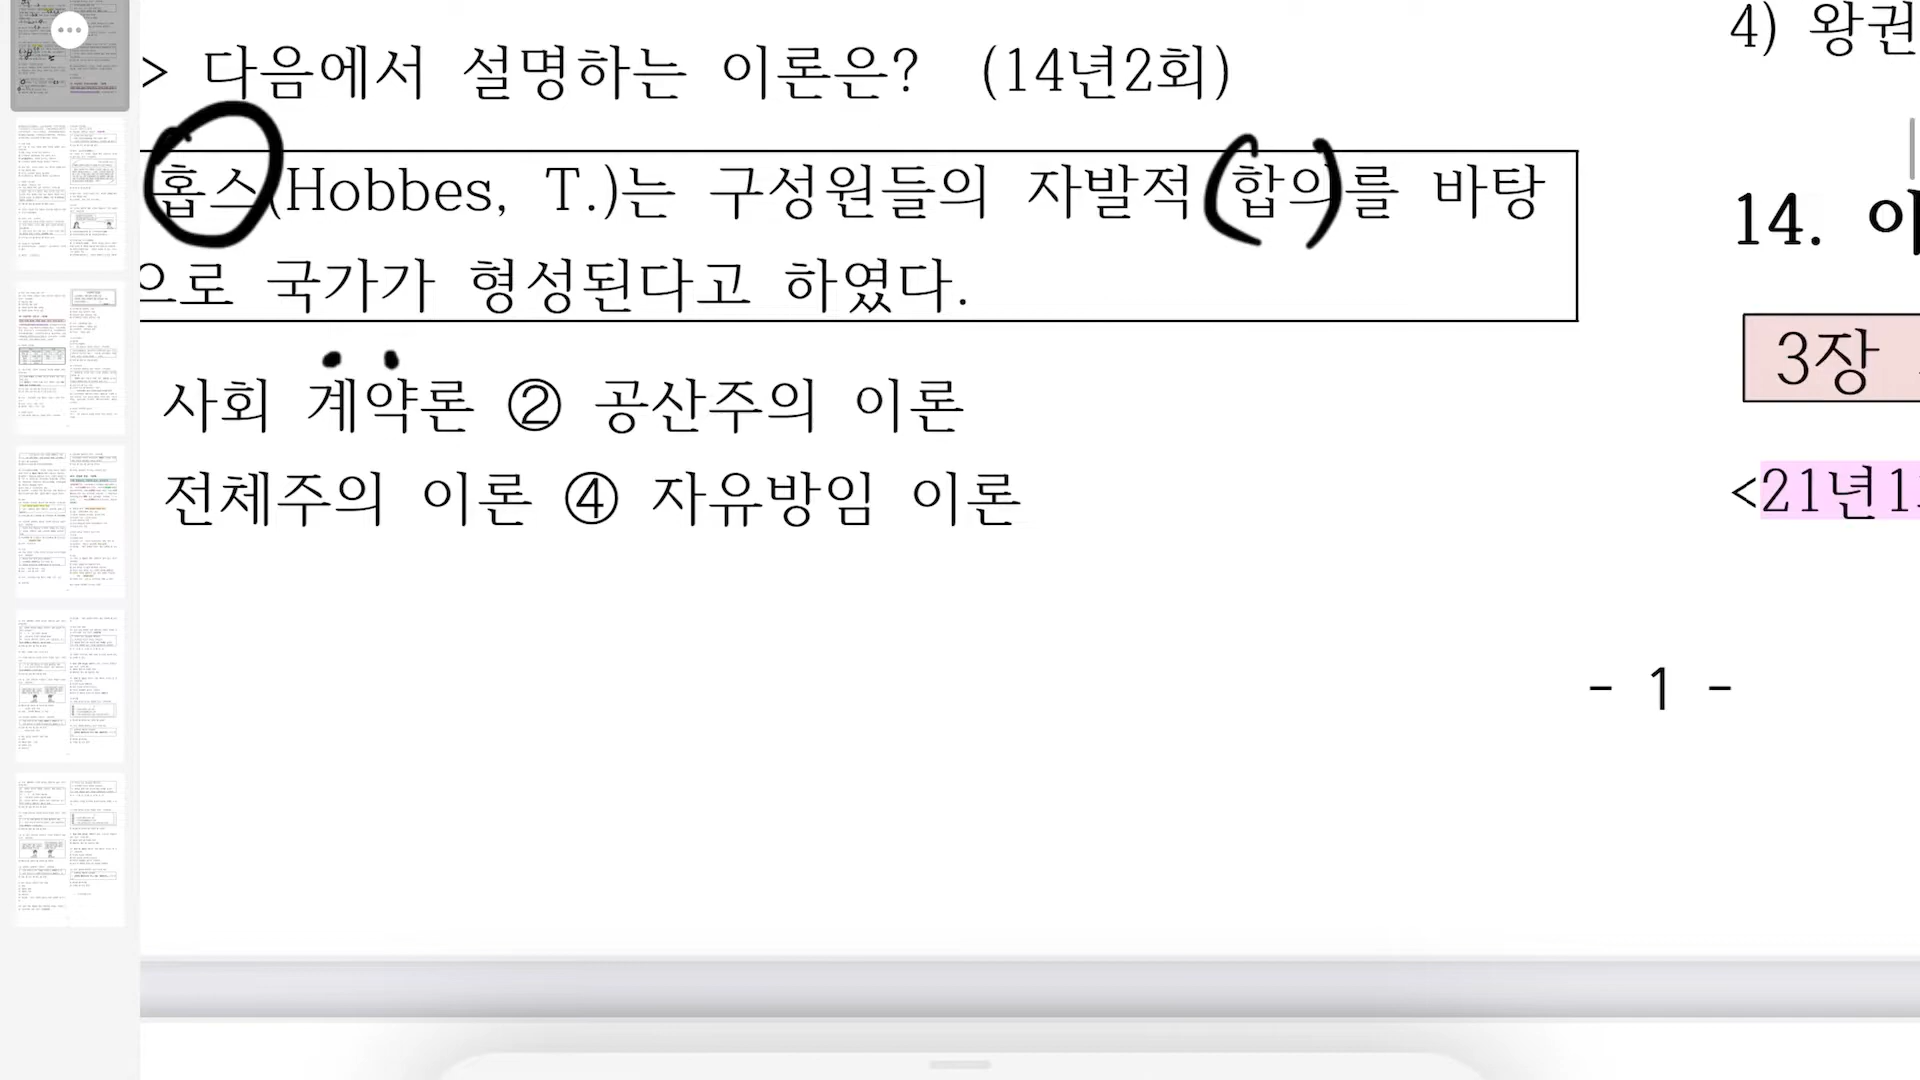 > 다음에서 설명하는 이론은? (14년2회)
홉스(Hobbes, T.)는 구성원들의 자발적 합의를 바탕
으로 국가가 형성된다고 하였다.
사회 계약론 ② 공산주의 이론
전체주의 이론 ④ 자유방임 이론
- 1 -
4) 왕권
14.
3장
<21년1